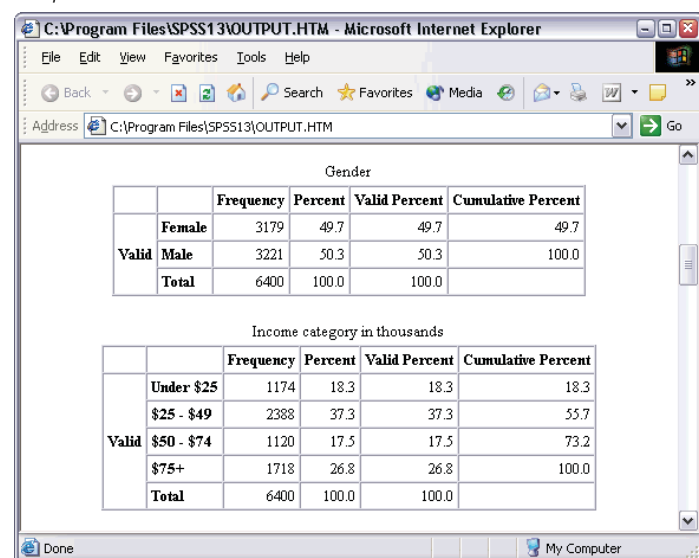 C:\Program Files\SPSS13\OUTPUT.HTM - Microsoft Internet Explorer
File Edit View Favorites Tools Help
Back Search Favorites Media W »
Address C:\Program Files\SPSS13\OUTPUT.HTM Go
Gender
Frequency Percent Valid Percent Cumulative Percent
Female 3179 49.7 49.7 49.7
Valid Male 3221 50.3 50.3 100.0
Total 6400 100.0 100.0
Income category in thousands
Frequency Percent Valid Percent Cumulative Percent
Under $25 1174 18.3 18.3 18.3
$25 - $49 2388 37.3 37.3 55.7
Valid $50 - $74 1120 17.5 17.5 73.2
$75+ 1718 26.8 26.8 100.0
Total 6400 100.0 100.0
Done My Computer